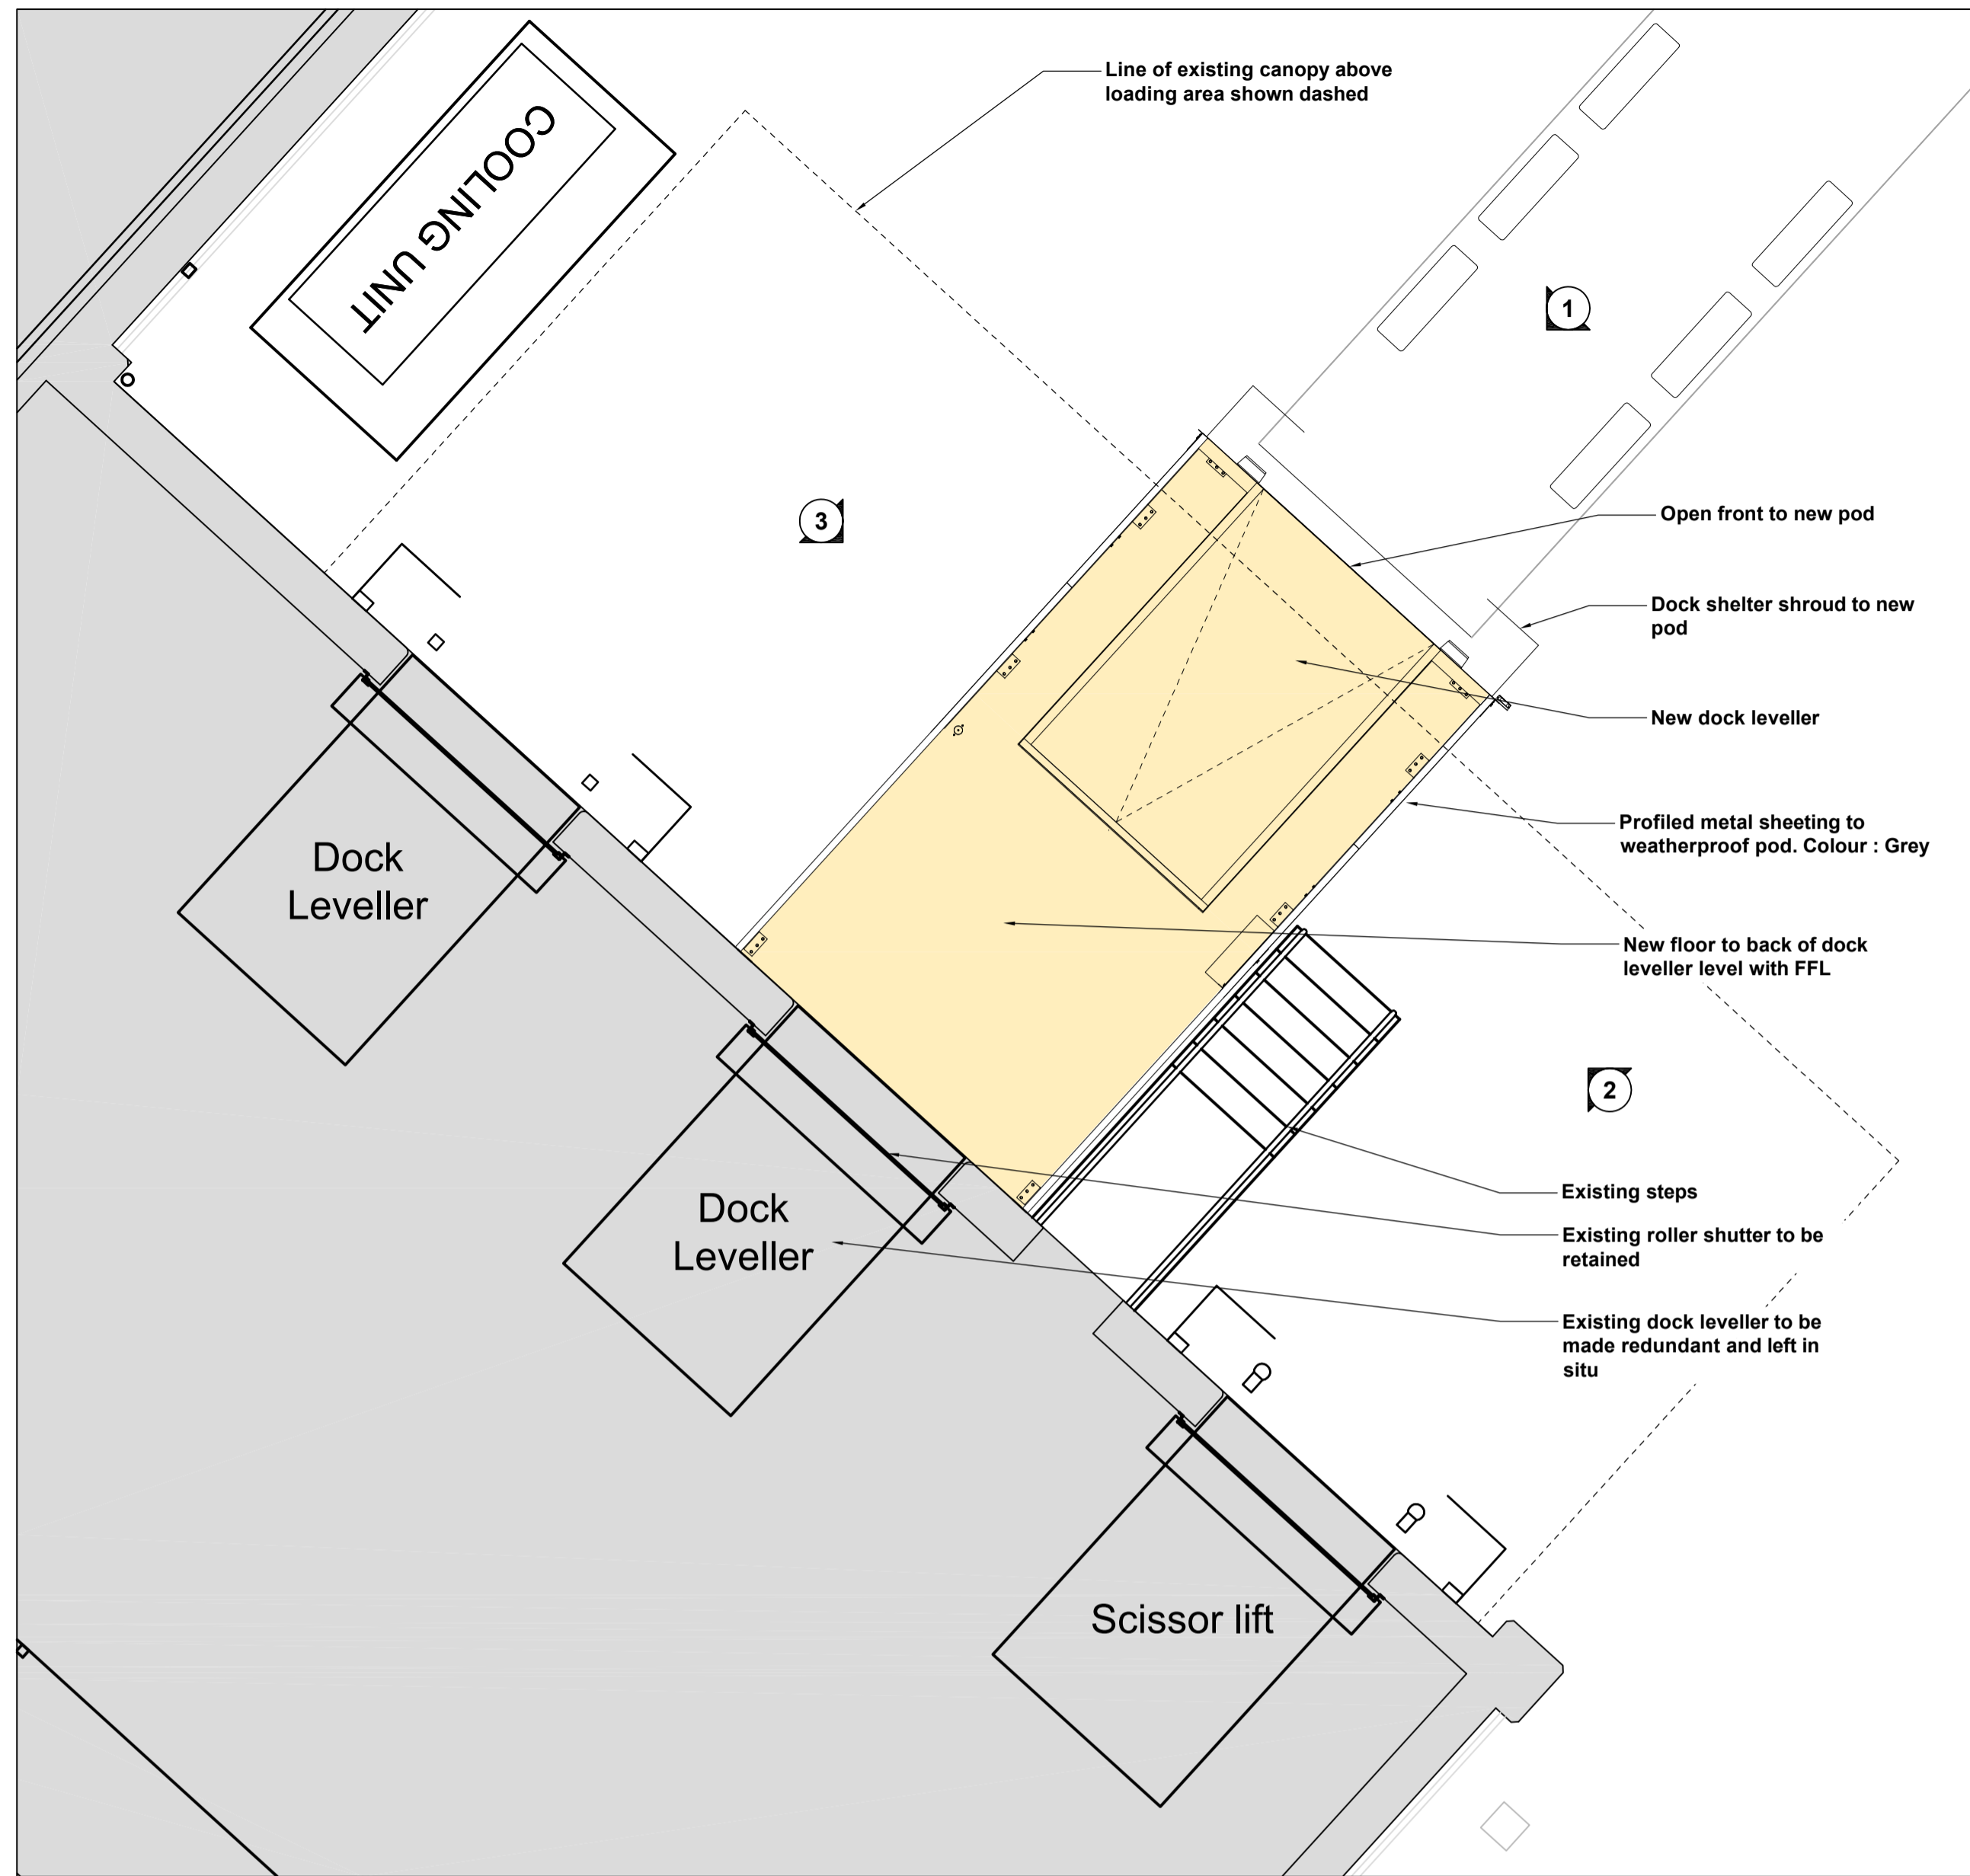 Line of existing canopy above
loading area shown dashed
COOLING UNIT
1
3
Open front to new pod
Dock shelter shroud to new
pod
New dock leveller
Profiled metal sheeting to
weatherproof pod. Colour : Grey
Dock
Leveller
New floor to back of dock
leveller level with FFL
2
Existing steps
Dock
Leveller
Existing roller shutter to be
retained
Existing dock leveller to be
made redundant and left in
situ
Scissor lift